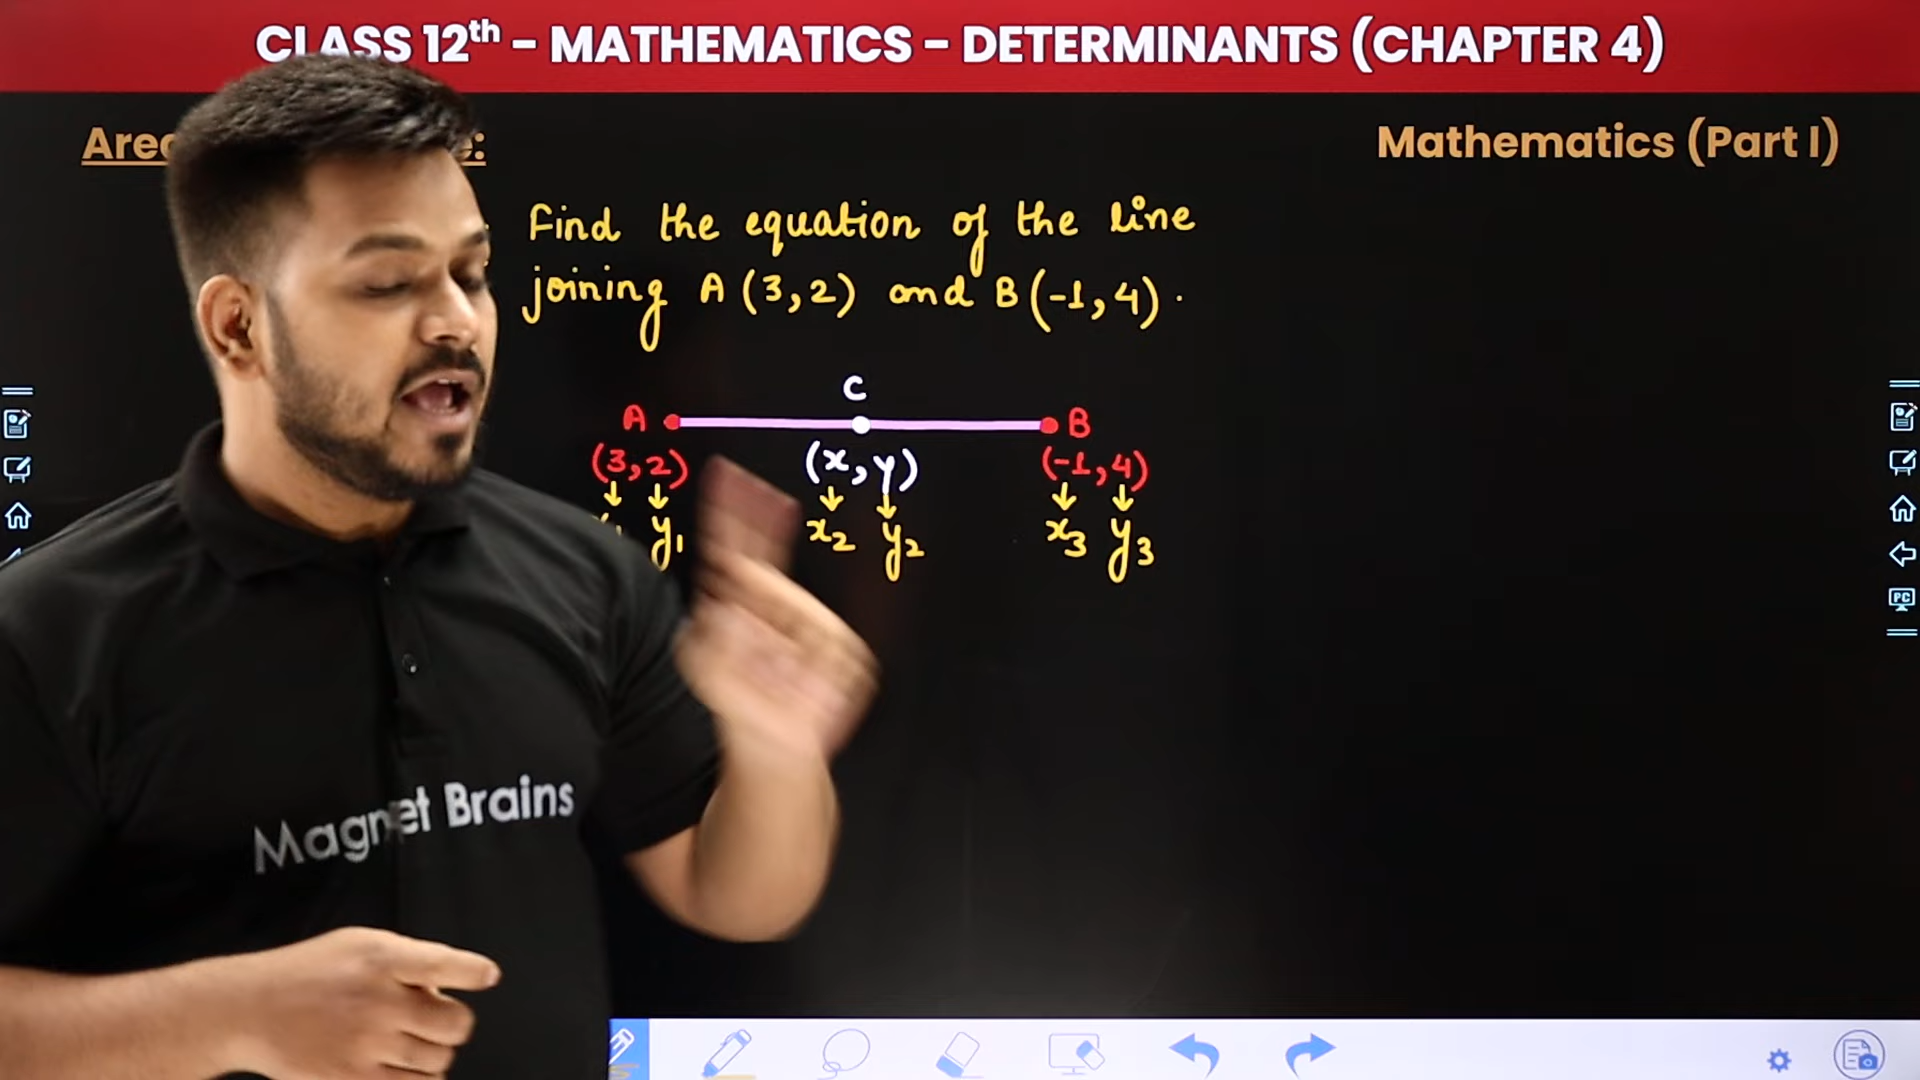 CLASS 12th - MATHEMATICS - DETERMINANTS (CHAPTER 4)
Mathematics (Part I)
Find the equation of the line
joining A (3,2) and B (-1,4).
C
A B
(3,2) (x,y) (-1,4)
y1 x2 y2 x3 y3
Magnet Brains
PC